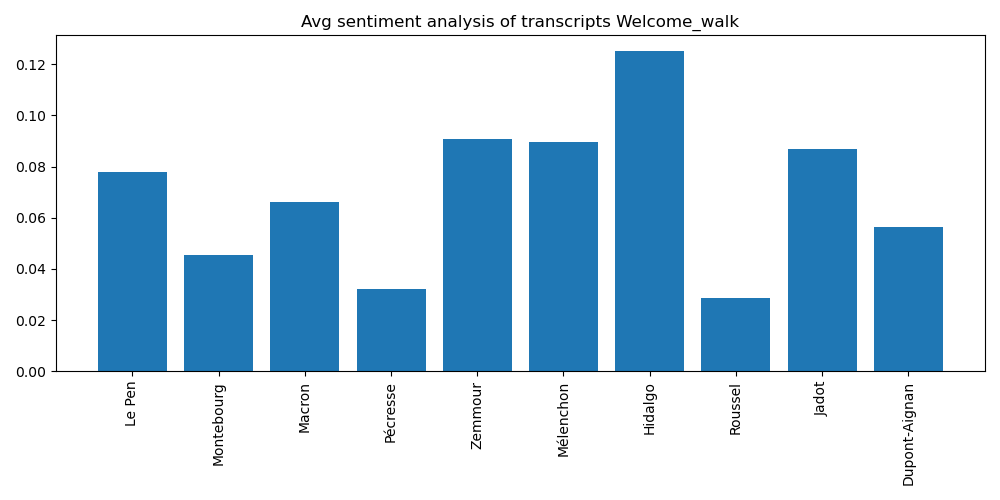 Avg sentiment analysis of transcripts Welcome_walk
0.12
0.10
0.08
0.06
0.04
0.02
0.00
Le Pen
Montebourg
Macron
Pécresse
Zemmour
Mélenchon
Hidalgo
Roussel
Jadot
Dupont-Aignan